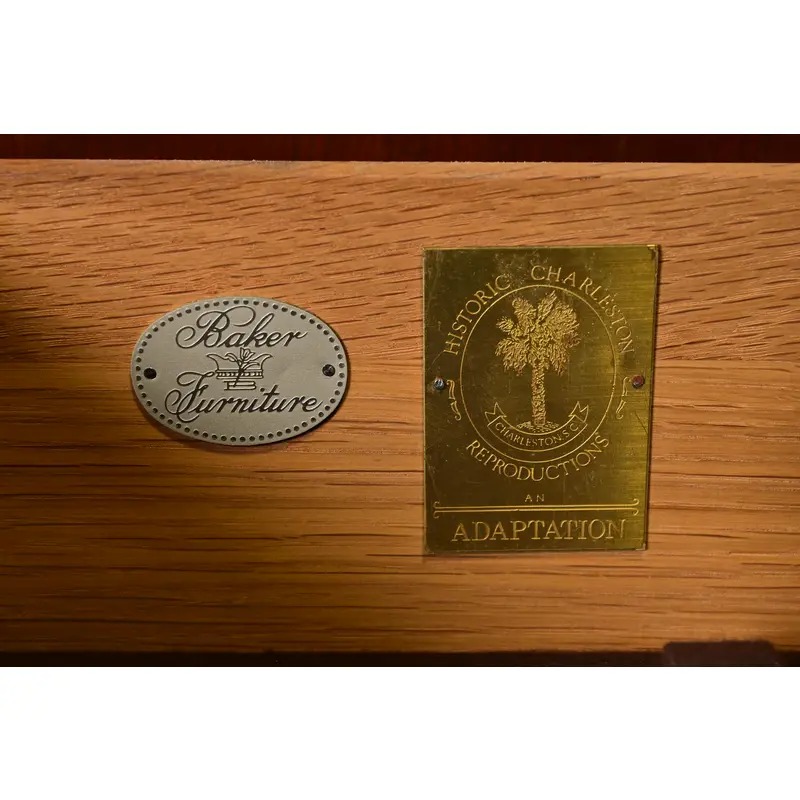 Baker
Furniture
HISTORIC CHARLESTON
CHARLESTON, S.C.
REPRODUCTIONS
AN
ADAPTATION